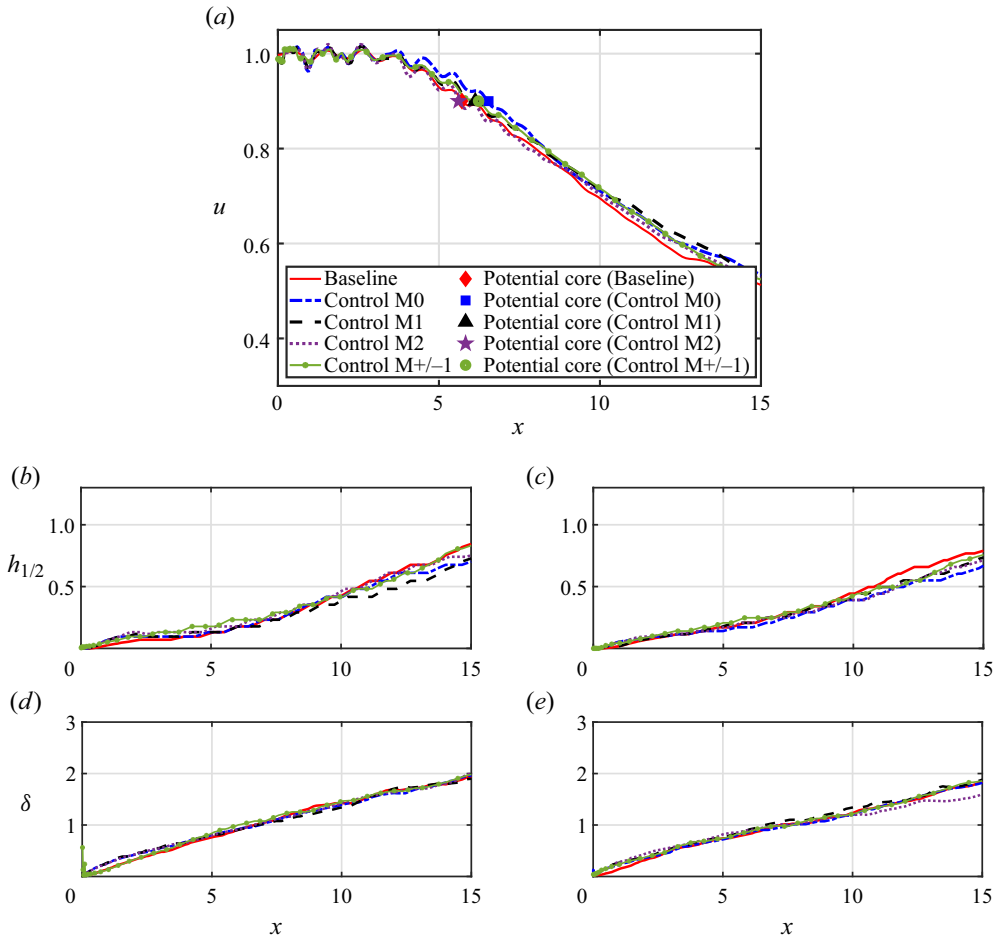 (a)
1.0
0.8
u
0.6
0.4
Baseline
Potential core (Baseline)
Control M0
Potential core (Control M0)
Control M1
Potential core (Control M1)
Control M2
Potential core (Control M2)
Control M+/–1
Potential core (Control M+/–1)
0 5 10 15
x
(b)
1.0
h1/2
0.5
0 5 10 15
(c)
1.0
0.5
0 5 10 15
(d)
3
2
δ
1
0 5 10 15
x
(e)
3
2
1
0 5 10 15
x